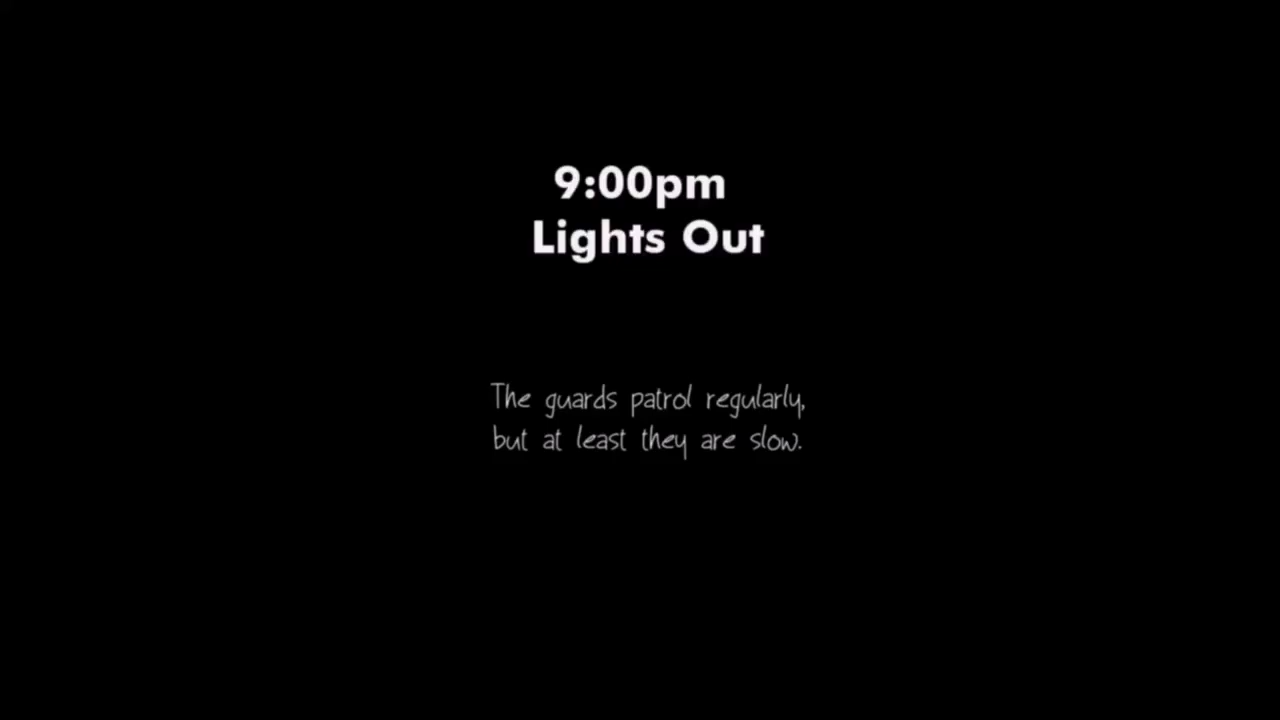 9:00pm
Lights Out
The guards patrol regularly,
but at least they are slow.